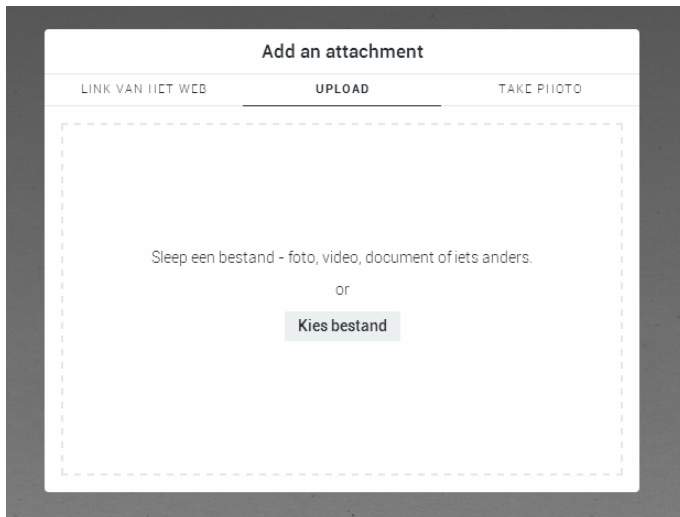 Add an attachment
LINK VAN HET WEB UPLOAD TAKE PHOTO
Sleep een bestand - foto, video, document of iets anders.
or
Kies bestand